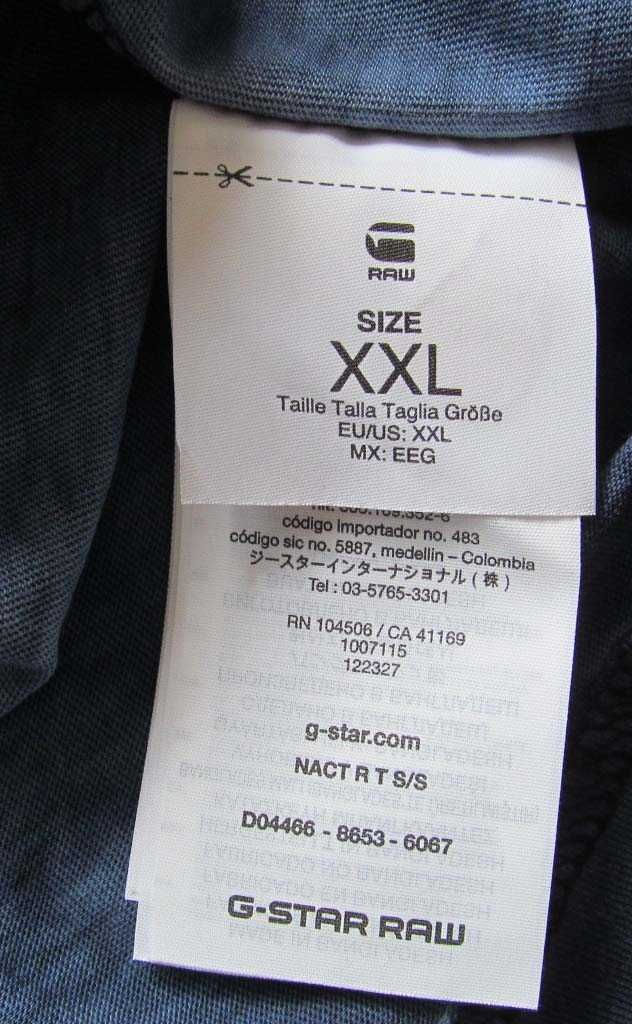 RAW
SIZE
XXL
Taille Talla Taglia Größe
EU/US: XXL
MX: EEG
código importador no. 483
código sic no. 5887, medellin – Colombia
ジースターインターナショナル ( 株 )
Tel : 03-5765-3301
RN 104506 / CA 41169
1007115
122327
g-star.com
NACT R T S/S
D04466 - 8653 - 6067
G-STAR RAW